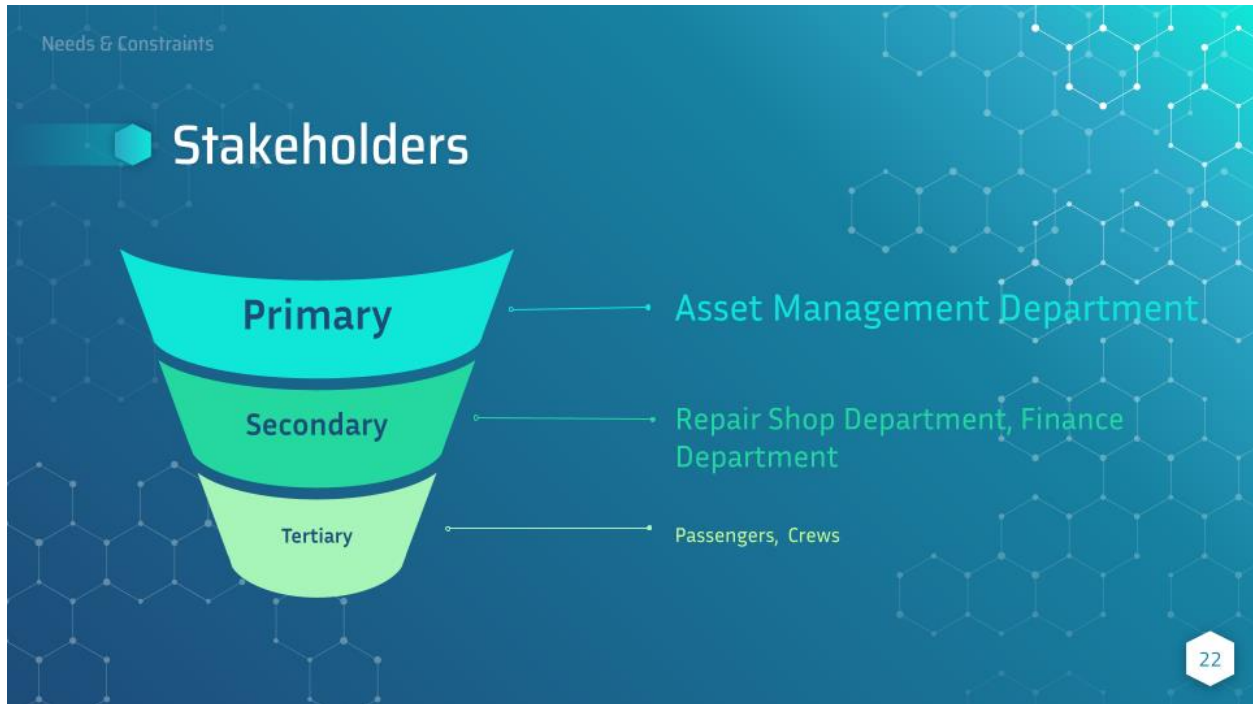 Needs & Constraints
Stakeholders
Primary
Asset Management Department
Secondary
Repair Shop Department, Finance
Department
Tertiary
Passengers, Crews
22